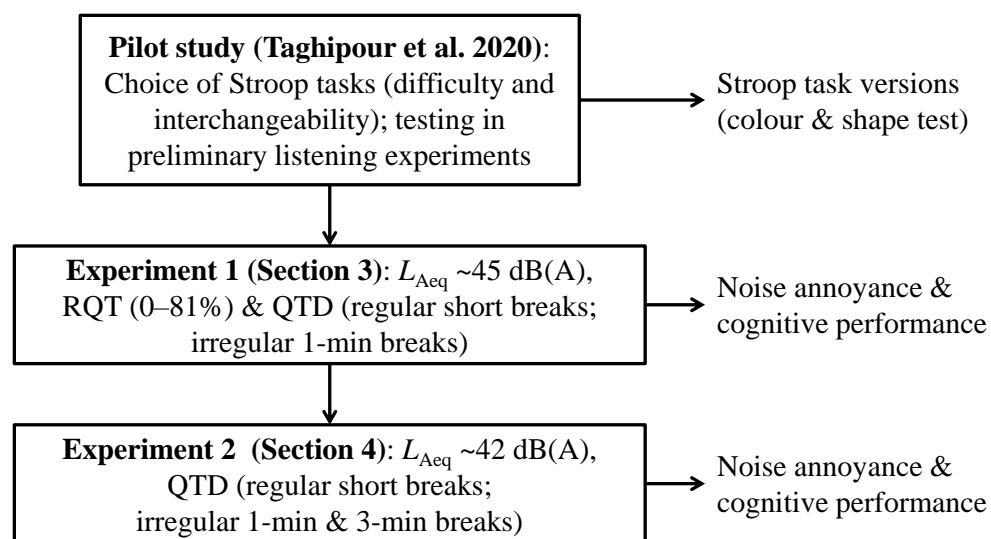 Pilot study (Taghipour et al. 2020):
Choice of Stroop tasks (difficulty and
interchangeability); testing in
preliminary listening experiments
Stroop task versions
(colour & shape test)
Experiment 1 (Section 3): LAeq ~45 dB(A),
RQT (0–81%) & QTD (regular short breaks;
irregular 1-min breaks)
Noise annoyance &
cognitive performance
Experiment 2 (Section 4): LAeq ~42 dB(A),
QTD (regular short breaks;
irregular 1-min & 3-min breaks)
Noise annoyance &
cognitive performance